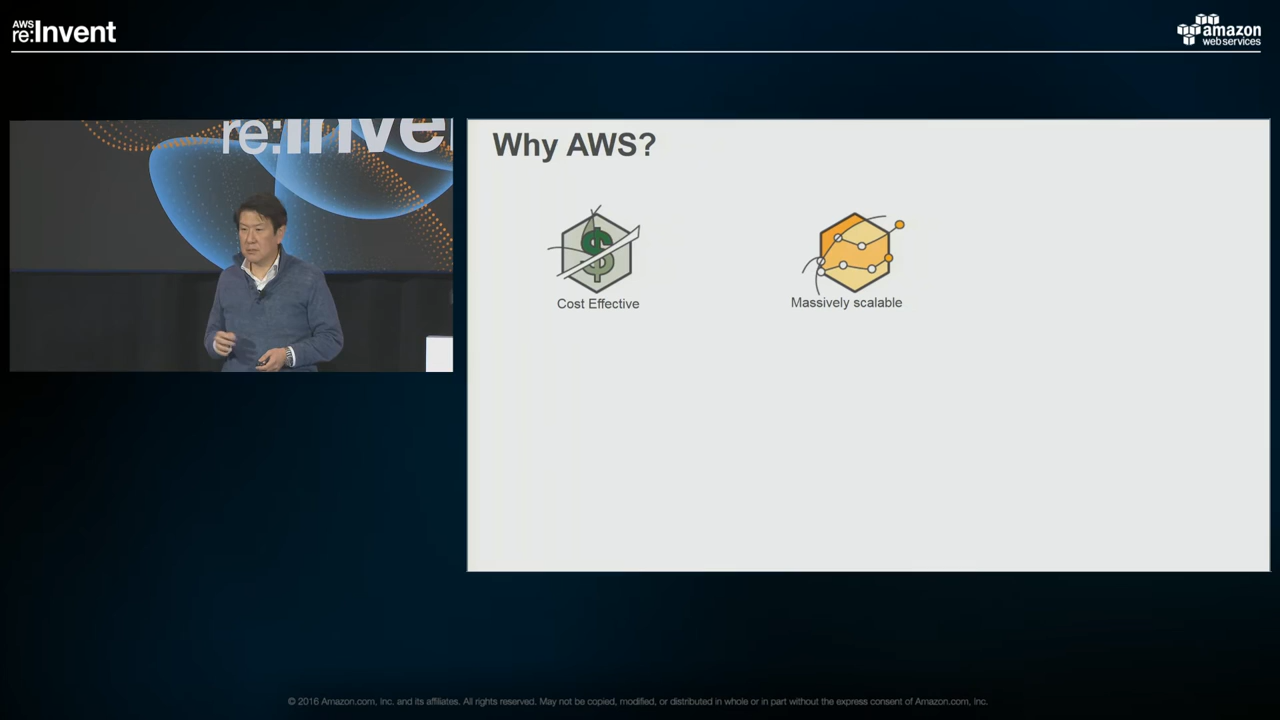 AWS
re:Invent
amazon
web services
re:Inve
Why AWS?
$
Cost Effective
Massively scalable
© 2016 Amazon.com, Inc. and its affiliates. All rights reserved. May not be copied, modified, or distributed in whole or in part without the express consent of Amazon.com, Inc.